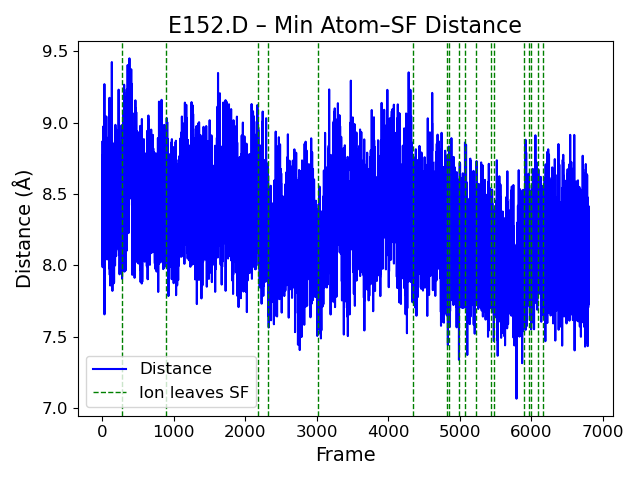 E152.D – Min Atom–SF Distance
9.5
9.0
8.5
8.0
7.5
7.0
Distance (Å)
Distance
Ion leaves SF
0 1000 2000 3000 4000 5000 6000 7000
Frame